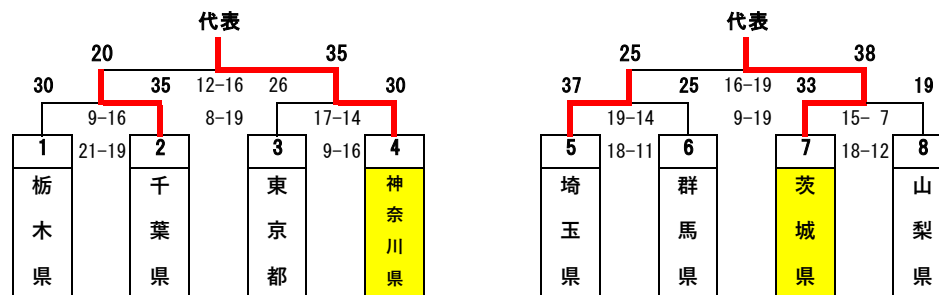 代表 代表
20 35 25 38
12-16 16-19
30 35 26 30 37 25 33 19
9-16 8-19 17-14 19-14 9-19 15- 7
21-19 9-16 18-11 18-12
1 2 3 4 5 6 7 8
栃木県
千葉県
東京都
神奈川県
埼玉県
群馬県
茨城県
山梨県